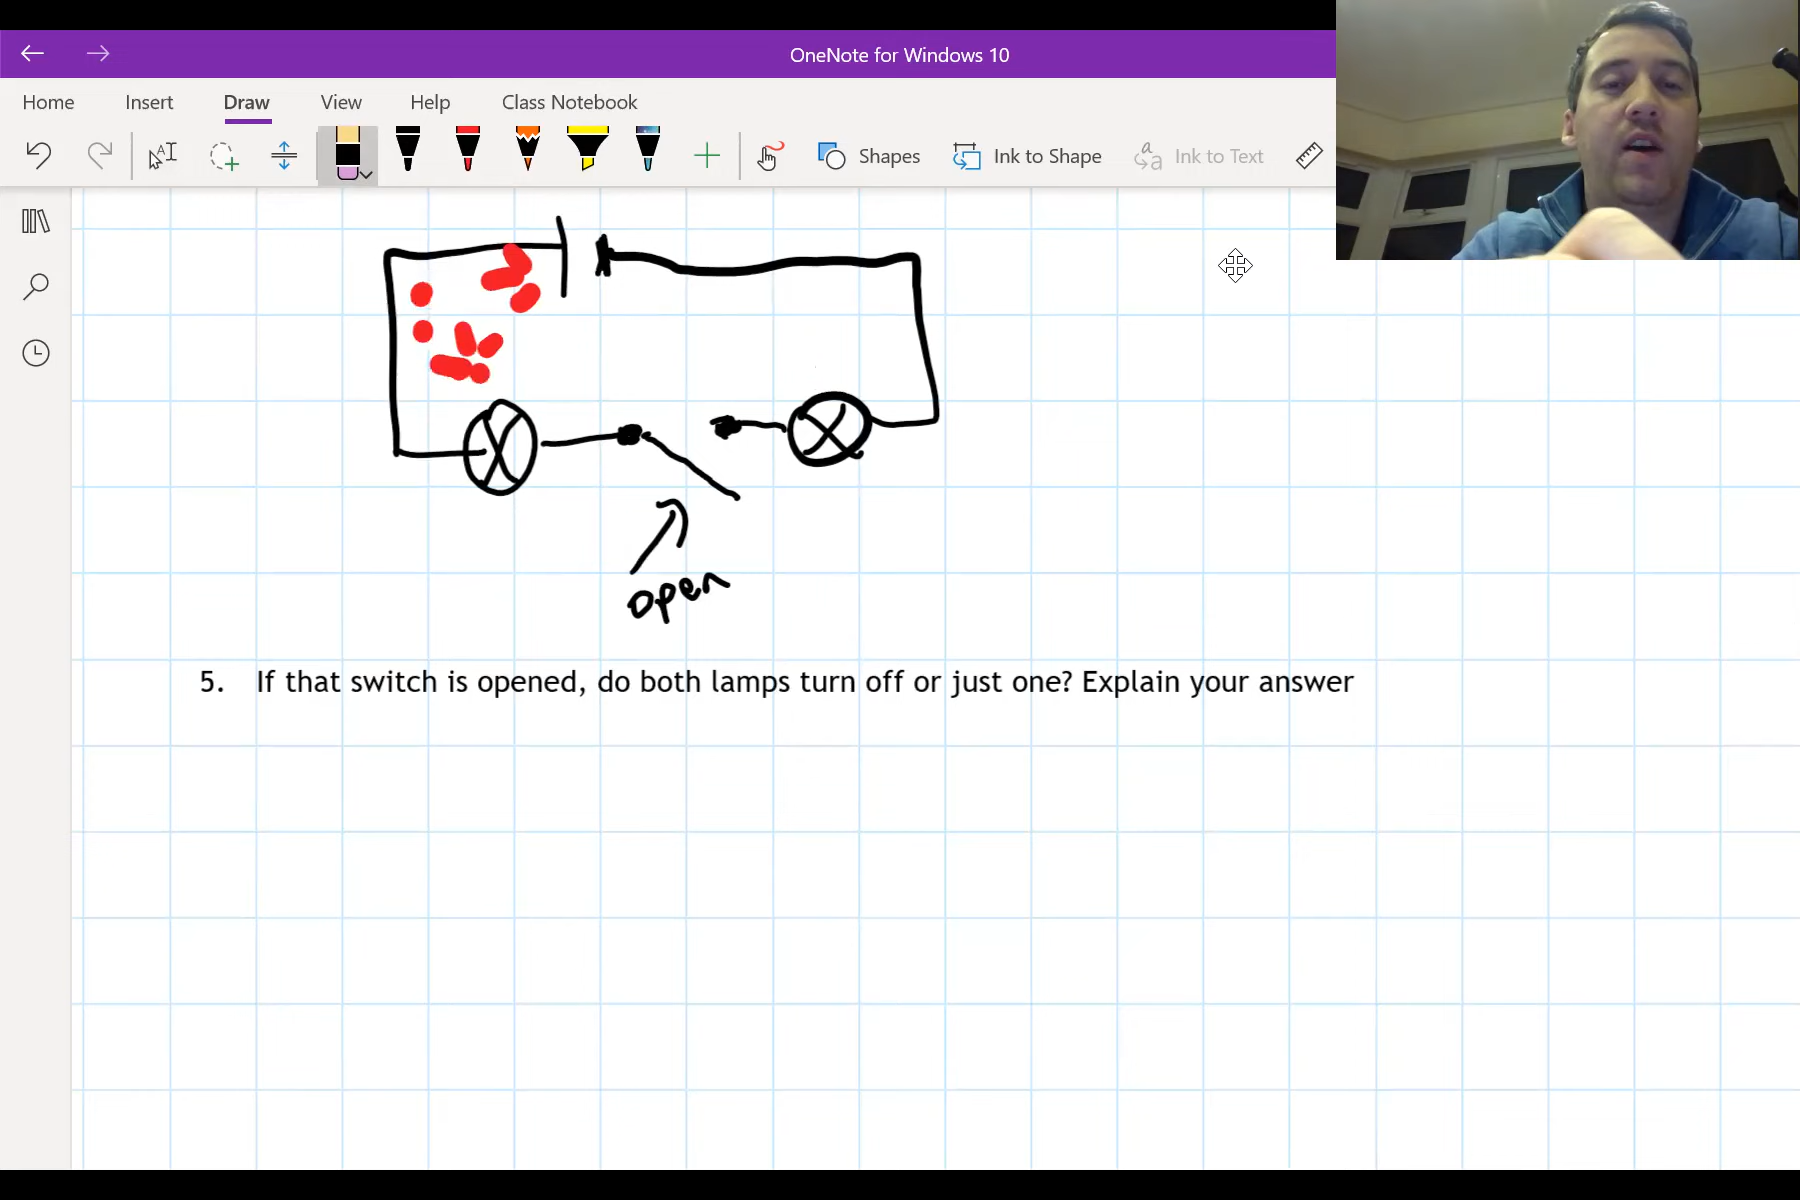 OneNote for Windows 10
Home Insert Draw View Help Class Notebook
Shapes Ink to Shape Ink to Text
open
5. If that switch is opened, do both lamps turn off or just one? Explain your answer